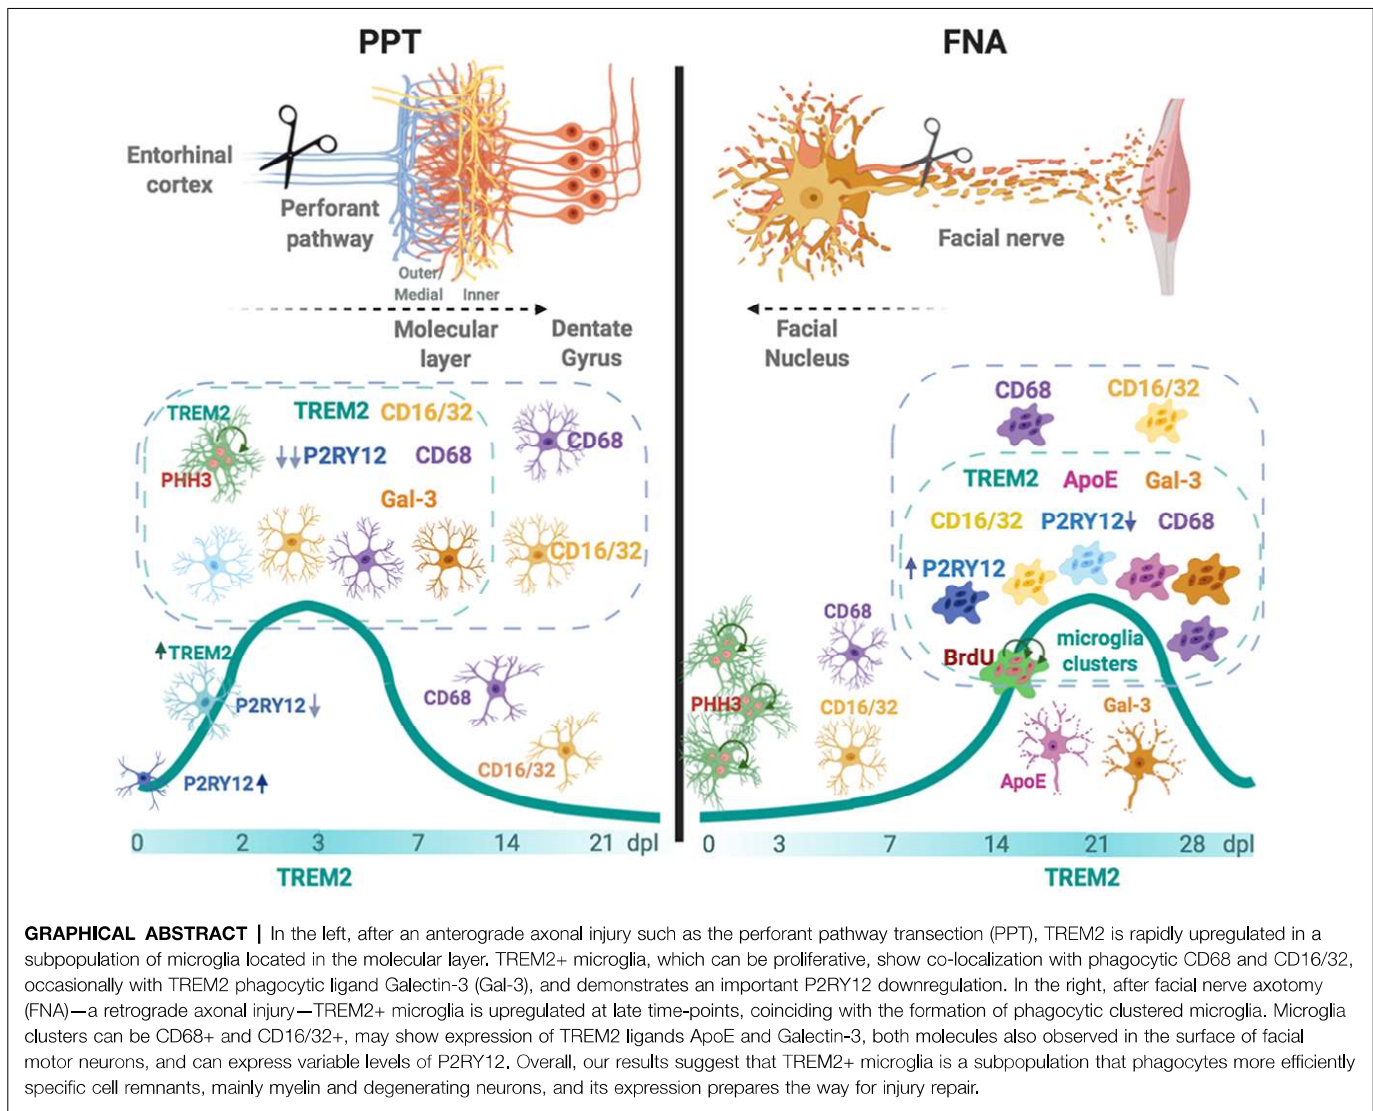 PPT
Entorhinal
cortex
Perforant
pathway
Outer/
Medial
Inner
Molecular
layer
Dentate
Gyrus
TREM2
PHH3
TREM2 CD16/32
↓↓P2RY12
CD68
Gal-3
CD68
CD16/32
↑TREM2
P2RY12↓
P2RY12↑
CD68
CD16/32
0 2 3 7 14 21 dpl
TREM2
FNA
Facial nerve
Facial
Nucleus
CD68
CD16/32
TREM2 ApoE Gal-3
CD16/32 P2RY12↓ CD68
↑P2RY12
microglia
clusters
BrdU
CD68
PHH3
CD16/32
ApoE
Gal-3
0 3 7 14 21 28 dpl
TREM2
GRAPHICAL ABSTRACT | In the left, after an anterograde axonal injury such as the perforant pathway transection (PPT), TREM2 is rapidly upregulated in a
subpopulation of microglia located in the molecular layer. TREM2+ microglia, which can be proliferative, show co-localization with phagocytic CD68 and CD16/32,
occasionally with TREM2 phagocytic ligand Galectin-3 (Gal-3), and demonstrates an important P2RY12 downregulation. In the right, after facial nerve axotomy
(FNA)—a retrograde axonal injury—TREM2+ microglia is upregulated at late time-points, coinciding with the formation of phagocytic clustered microglia. Microglia
clusters can be CD68+ and CD16/32+, may show expression of TREM2 ligands ApoE and Galectin-3, both molecules also observed in the surface of facial
motor neurons, and can express variable levels of P2RY12. Overall, our results suggest that TREM2+ microglia is a subpopulation that phagocytes more efficiently
specific cell remnants, mainly myelin and degenerating neurons, and its expression prepares the way for injury repair.